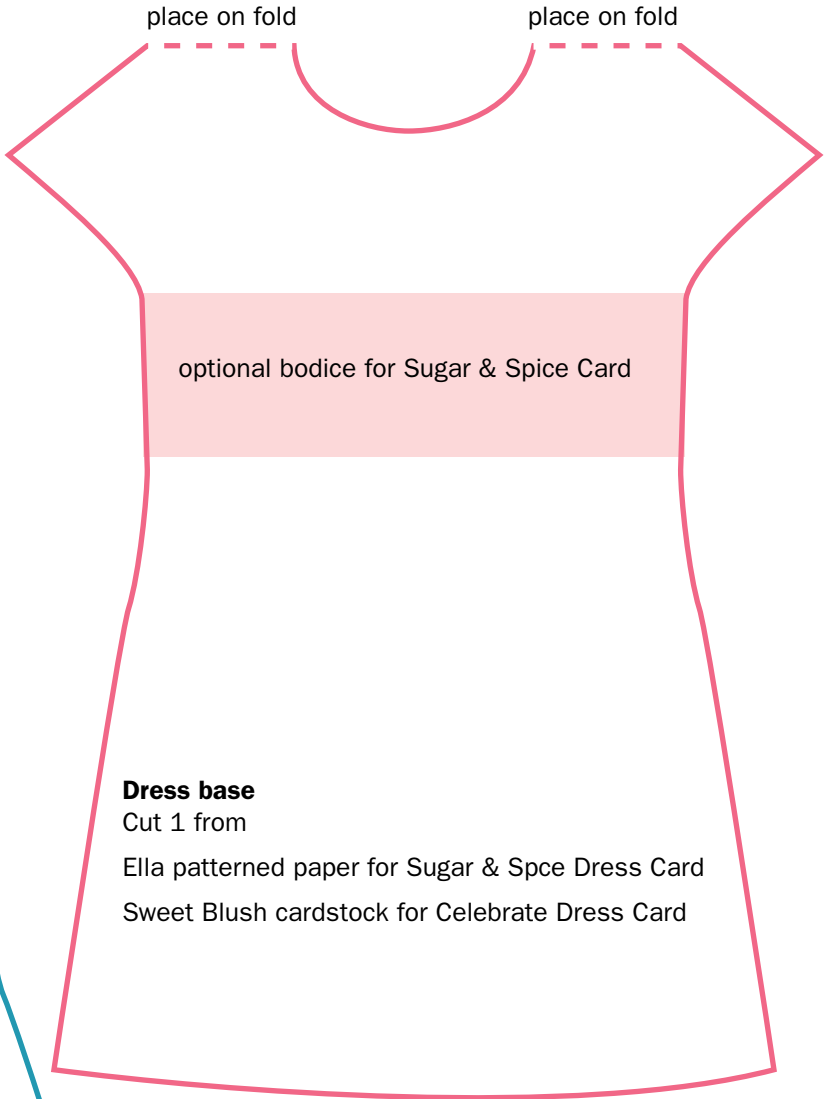 place on fold place on fold
optional bodice for Sugar & Spice Card
Dress base
Cut 1 from
Ella patterned paper for Sugar & Spce Dress Card
Sweet Blush cardstock for Celebrate Dress Card